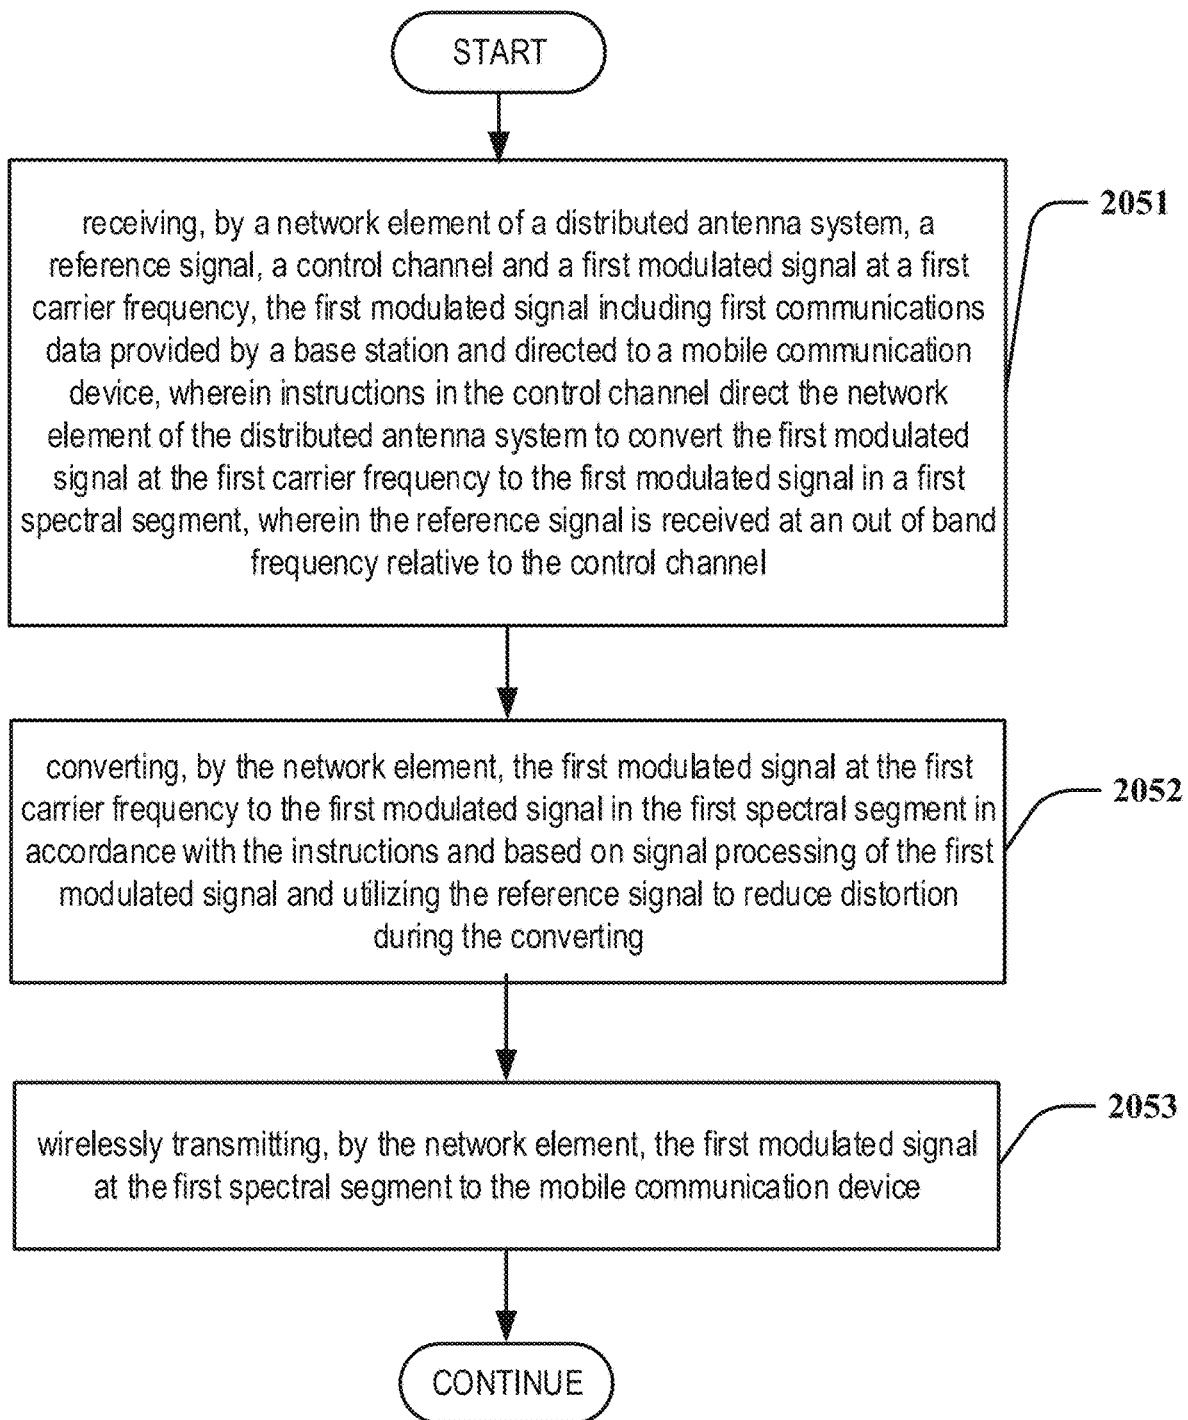 START
receiving, by a network element of a distributed antenna system, a
reference signal, a control channel and a first modulated signal at a first
carrier frequency, the first modulated signal including first communications
data provided by a base station and directed to a mobile communication
device, wherein instructions in the control channel direct the network
element of the distributed antenna system to convert the first modulated
signal at the first carrier frequency to the first modulated signal in a first
spectral segment, wherein the reference signal is received at an out of band
frequency relative to the control channel
2051
converting, by the network element, the first modulated signal at the first
carrier frequency to the first modulated signal in the first spectral segment in
accordance with the instructions and based on signal processing of the first
modulated signal and utilizing the reference signal to reduce distortion
during the converting
2052
wirelessly transmitting, by the network element, the first modulated signal
at the first spectral segment to the mobile communication device
2053
CONTINUE